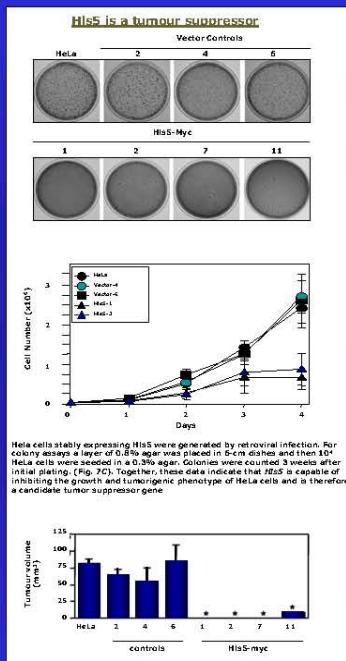 Hls5 is a tumour suppressor
Vector Controls
HeLa 2 4 6
Hls5-Myc
1 2 7 11
Cell Number (x10⁴)
3
2
1
0
HeLa
Vector-4
Vector-6
Hls5-1
Hls5-2
0 1 2 3 4
Days
Hela cells stably expressing Hls5 were generated by retroviral infection. For
colony assays a layer of 0.8% agar was placed in 6-cm dishes and then 10⁴
HeLa cells were seeded in a 0.3% agar. Colonies were counted 3 weeks after
initial plating. (Fig. 7C). Together, these data indicate that Hls5 is capable of
inhibiting the growth and tumorigenic phenotype of HeLa cells and is therefore
a candidate tumor suppressor gene
Tumour volume
(mm³)
125
100
75
50
25
0
* * * *
HeLa 2 4 6 1 2 7 11
controls Hls5-myc